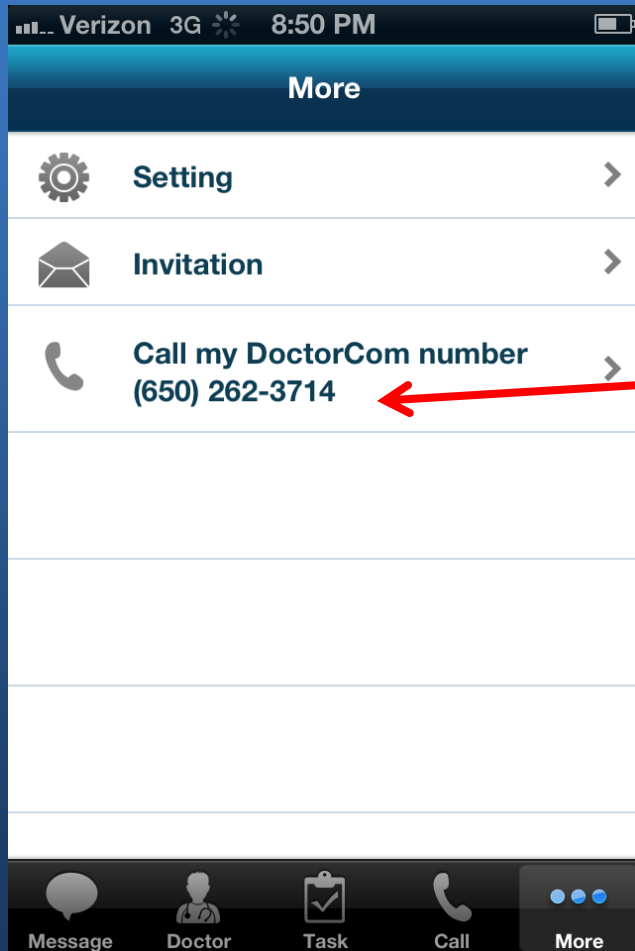 Verizon 3G 8:50 PM
More
Setting
Invitation
Call my DoctorCom number
(650) 262-3714
Message Doctor Task Call More